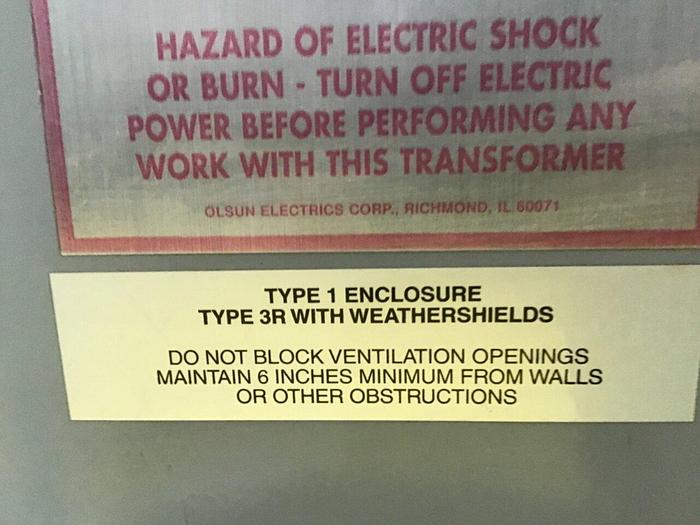 HAZARD OF ELECTRIC SHOCK
OR BURN - TURN OFF ELECTRIC
POWER BEFORE PERFORMING ANY
WORK WITH THIS TRANSFORMER
OLSUN ELECTRICS CORP., RICHMOND, IL 60071
TYPE 1 ENCLOSURE
TYPE 3R WITH WEATHERSHIELDS
DO NOT BLOCK VENTILATION OPENINGS
MAINTAIN 6 INCHES MINIMUM FROM WALLS
OR OTHER OBSTRUCTIONS